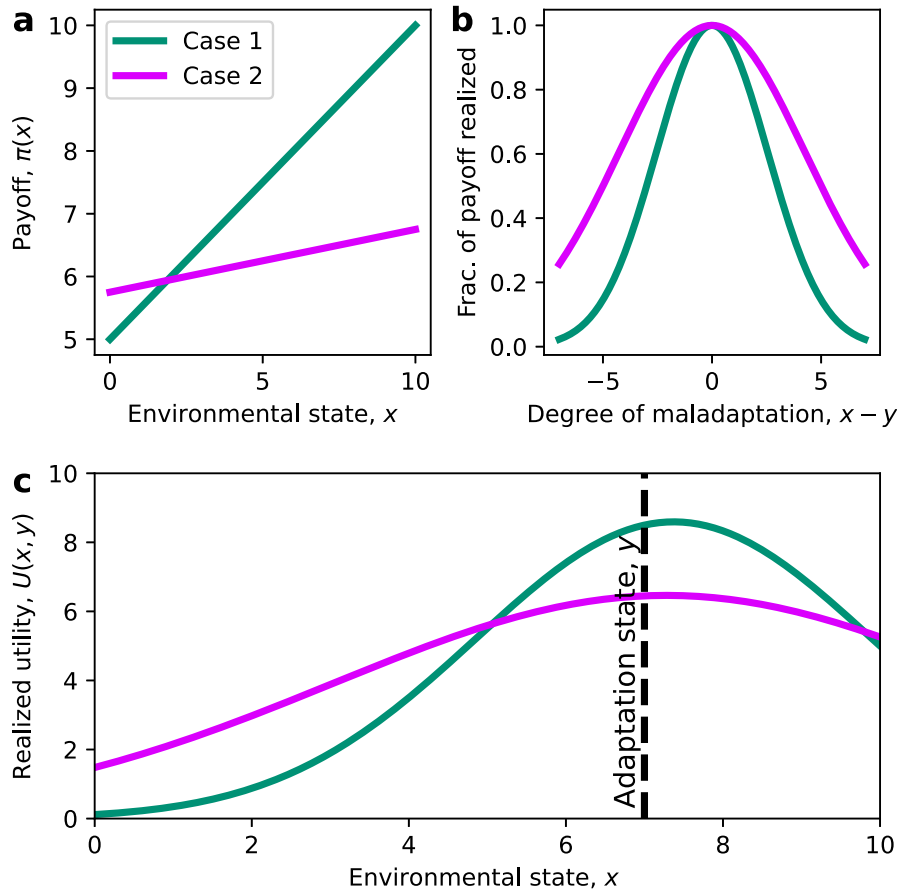 a
Case 1
Case 2
Payoff, π(x)
10
9
8
7
6
5
0
5
10
Environmental state, x
b
Frac. of payoff realized
1.0
0.8
0.6
0.4
0.2
0.0
−5
0
5
Degree of maladaptation, x − y
c
Realized utility, U(x, y)
10
8
6
4
2
0
Adaptation state, y
0
2
4
6
8
10
Environmental state, x